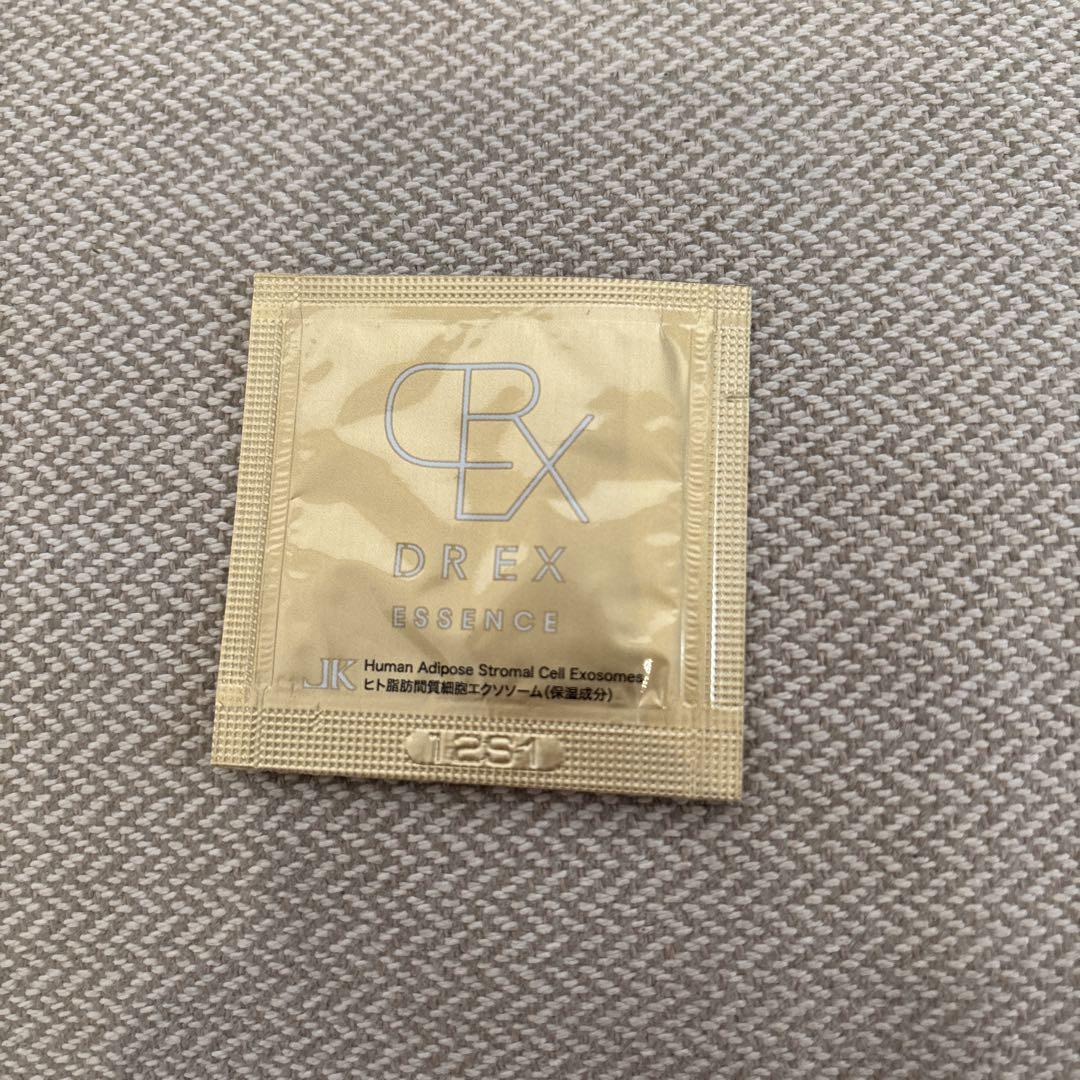 DREX
ESSENCE
JK Human Adipose Stromal Cell Exosomes
ヒト脂肪間質細胞エクソソーム(保湿成分)